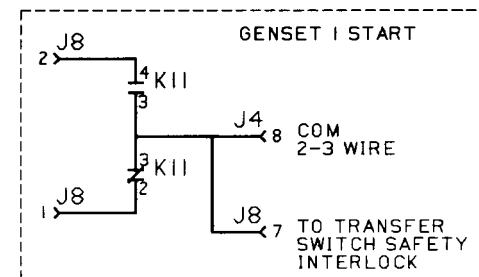 GENSET I START
J8
2
4
K11
3
J4
8
COM
2-3 WIRE
3
K11
2
J8
1
J8
7
TO TRANSFER
SWITCH SAFETY
INTERLOCK